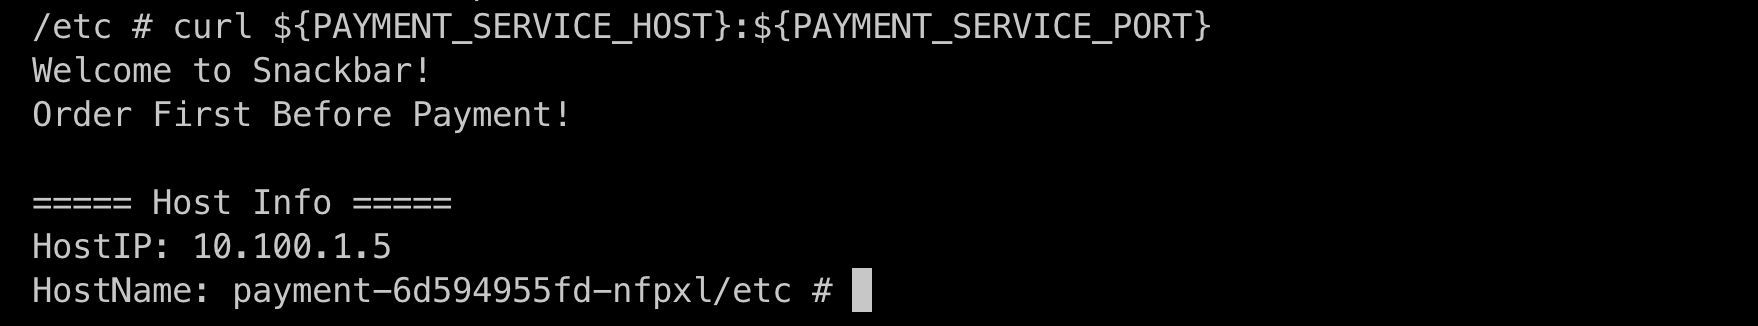 /etc # curl ${PAYMENT_SERVICE_HOST}:${PAYMENT_SERVICE_PORT}
Welcome to Snackbar!
Order First Before Payment!
===== Host Info =====
HostIP: 10.100.1.5
HostName: payment-6d594955fd-nfpxl/etc #